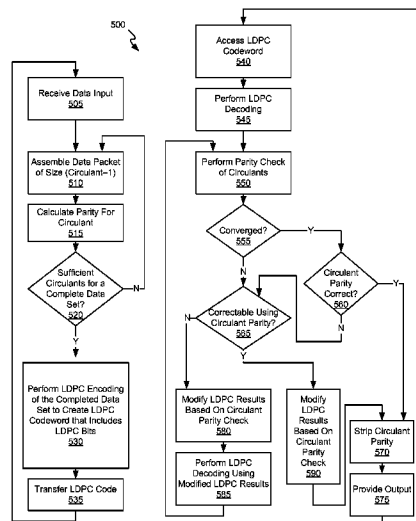 500
Receive Data Input
505
Assemble Data Packet
of Size (Circulant–1)
510
Calculate Parity For
Circulant
515
Sufficient
Circulants for a
Complete Data
Set?
520
N
Y
Perform LDPC Encoding
of the Completed Data
Set to Create LDPC
Codeword that Includes
LDPC Bits
530
Transfer LDPC Code
535
Access LDPC
Codeword
540
Perform LDPC
Decoding
545
Perform Parity Check
of Circulants
550
Converged?
555
Y
N
Circulant
Parity Correct?
560
Y
N
Correctable Using
Circulant Parity?
565
N
Y
Modify LDPC Results
Based On Circulant
Parity Check
580
Perform LDPC
Decoding Using
Modified LDPC Results
585
Modify
LDPC Results
Based On
Circulant
Parity
Check
590
Strip Circulant
Parity
570
Provide Output
575